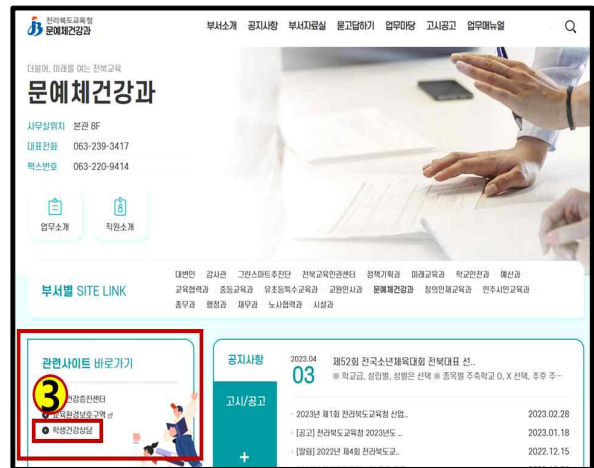 전라북도교육청
문예체건강과
부서소개 공지사항 부서자료실 묻고답하기 업무마당 고시공고 업무매뉴얼
더불어, 미래를 여는 전북교육
문예체건강과
사무실위치 본관 8F
대표전화 063-239-3417
팩스번호 063-220-9414
업무소개 직원소개
부서별 SITE LINK
대변인 감사관 그린스마트추진단 전북교육인권센터 정책기획과 미래교육과 학교안전과 예산과
교육협력과 중등교육과 유초등특수교육과 교원인사과 문예체건강과 창의인재교육과 민주시민교육과
총무과 행정과 재무과 노사협력과 시설과
관련사이트 바로가기
3
건강증진센터
교육환경보호구역
학생건강상담
공지사항
고시/공고
+
2023.04
03
제52회 전국소년체육대회 전북대표 선..
※ 학교급, 설립별, 성별은 선택 ※ 종목별 주축학교 O, X 선택, 추후 주···
2023년 제1회 전라북도교육청 산업.. 2023.02.28
[공고] 전라북도교육청 2023년도 .. 2023.01.18
[알림] 2022년 제4회 전라북도교.. 2022.12.15